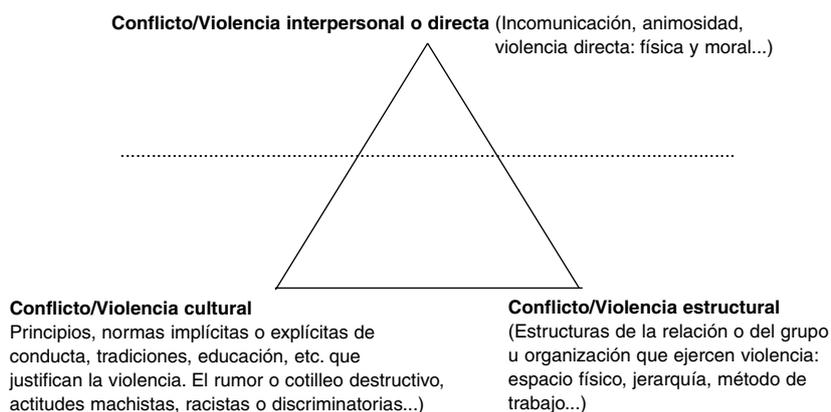 Conflicto/Violencia interpersonal o directa (Incomunicación, animosidad,
violencia directa: física y moral...)
Conflicto/Violencia cultural
Principios, normas implícitas o explícitas de
conducta, tradiciones, educación, etc. que
justifican la violencia. El rumor o cotilleo destructivo,
actitudes machistas, racistas o discriminatorias...)
Conflicto/Violencia estructural
(Estructuras de la relación o del grupo
u organización que ejercen violencia:
espacio físico, jerarquía, método de
trabajo...)